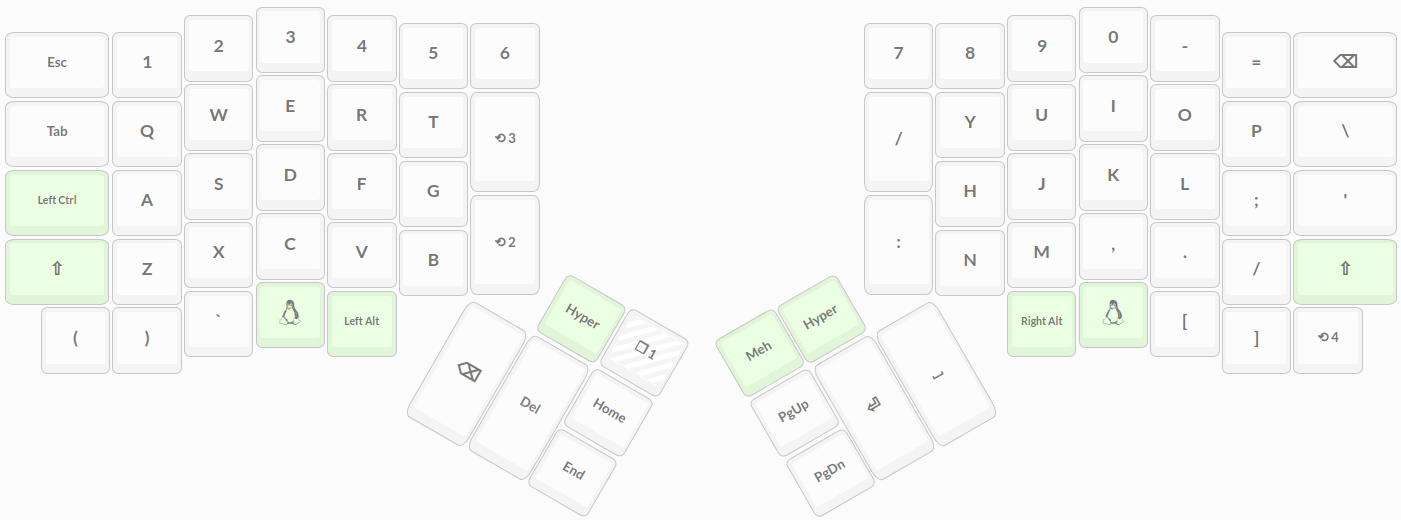 Esc 1 2 3 4 5 6
7 8 9 0 - = ⌫
Tab Q W E R T ⟲3
/ Y U I O P \
Left Ctrl A S D F G
H J K L ; '
⇧ Z X C V B ⟲2
: N M , . / ⇧
( ) ` Left Alt
Right Alt [ ] ⟲4
Hyper
❐1
⌫
Del
Home
End
Meh
Hyper
PgUp
⏎
PgDn